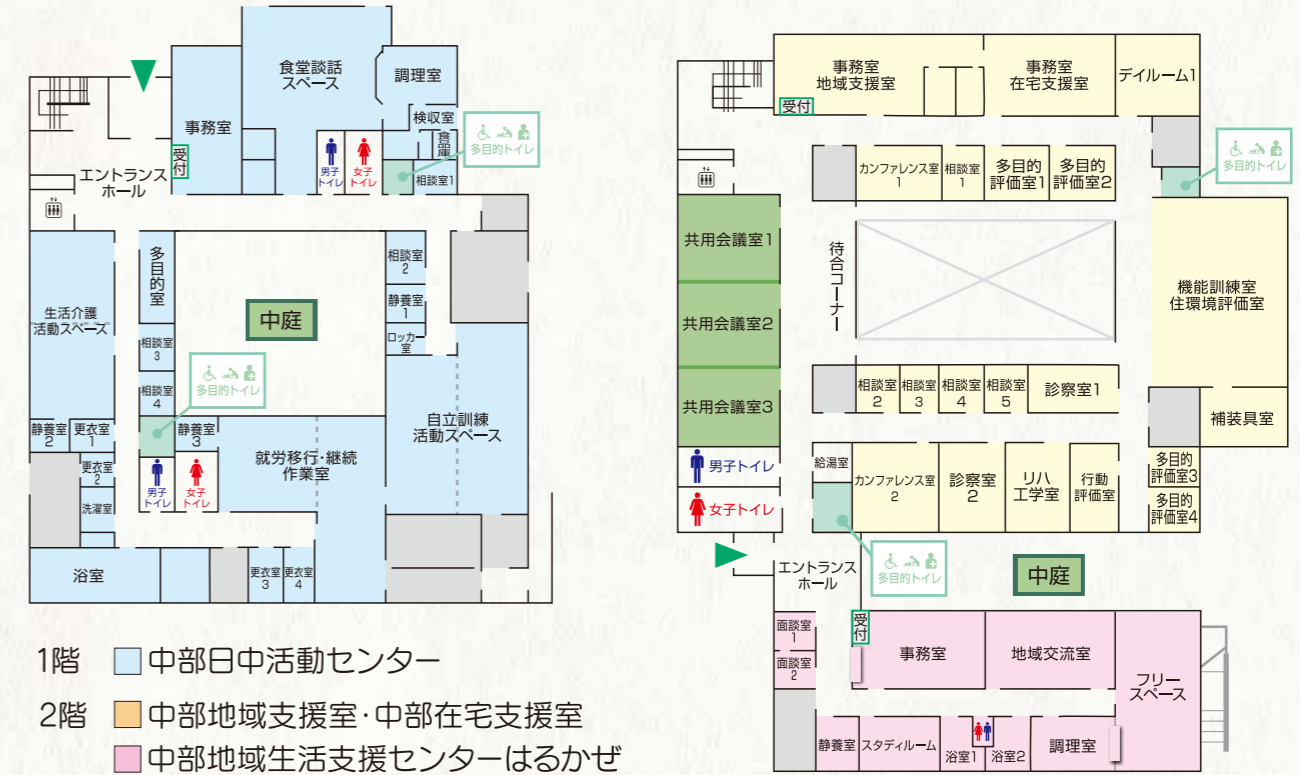 食堂談話
スペース
調理室
検収室
食品庫
事務室
受付
男子
トイレ
女子
トイレ
多目的トイレ
相談室1
エントランス
ホール
多目的室
生活介護
活動スペース
中庭
相談室
2
静養室
1
ロッカー
室
相談室
3
多目的トイレ
相談室
4
自立訓練
活動スペース
静養室
2
更衣室
1
静養室
3
就労移行・継続
作業室
更衣室
2
男子
トイレ
女子
トイレ
洗濯室
浴室
更衣室
3
更衣室
4
事務室
地域支援室
受付
事務室
在宅支援室
デイルーム1
多目的トイレ
カンファレンス室
1
相談室
1
多目的
評価室1
多目的
評価室2
共用会議室1
待合コーナー
機能訓練室
住環境評価室
共用会議室2
共用会議室3
相談室
2
相談室
3
相談室
4
相談室
5
診察室1
補装具室
男子トイレ
女子トイレ
給湯室
カンファレンス室
2
診察室
2
リハ
工学室
行動
評価室
多目的
評価室3
多目的
評価室4
多目的トイレ
エントランス
ホール
中庭
面談室
1
面談室
2
受付
事務室
地域交流室
フリー
スペース
静養室
スタディルーム
浴室1
浴室2
調理室
1階 中部日中活動センター
2階 中部地域支援室・中部在宅支援室
中部地域生活支援センターはるかぜ